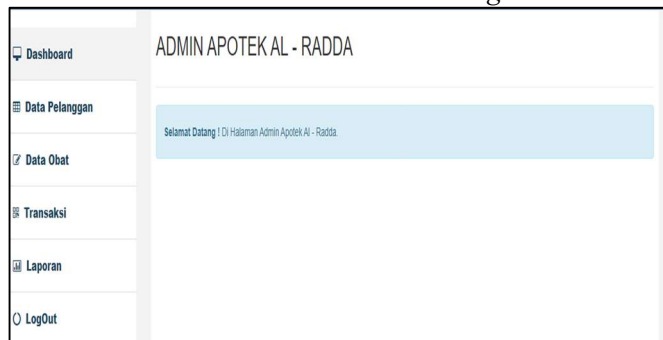 ADMIN APOTEK AL - RADDA
Dashboard
Data Pelanggan
Selamat Datang ! Di Halaman Admin Apotek Al - Radda.
Data Obat
Transaksi
Laporan
LogOut